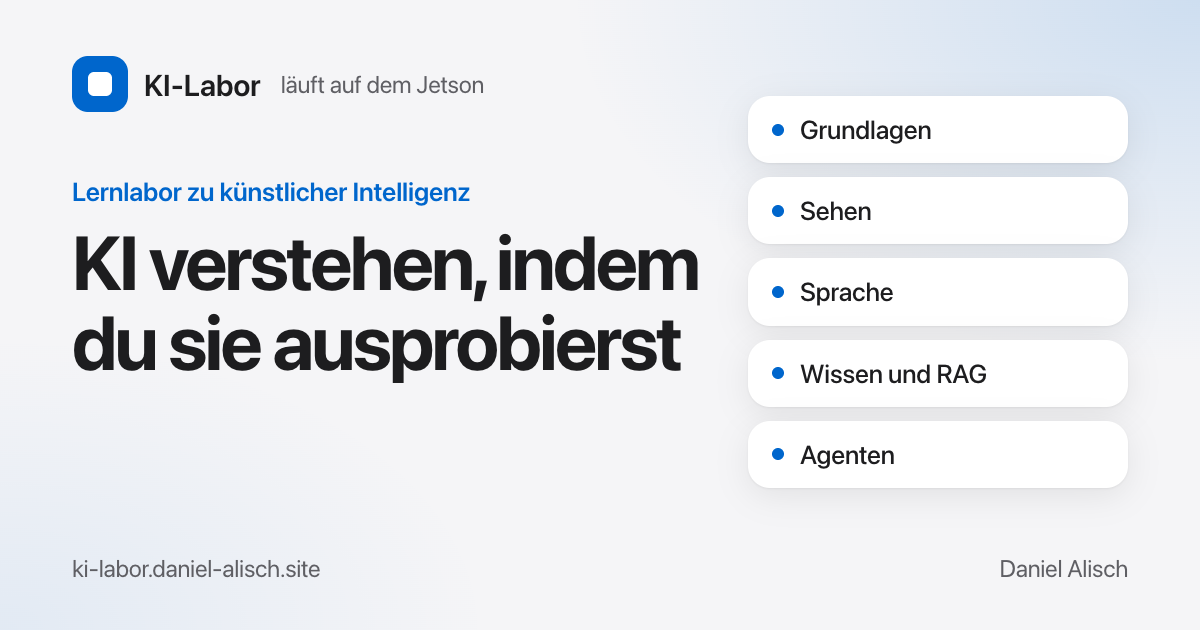 KI-Labor läuft auf dem Jetson
Lernlabor zu künstlicher Intelligenz
KI verstehen, indem
du sie ausprobierst
Grundlagen
Sehen
Sprache
Wissen und RAG
Agenten
ki-labor.daniel-alisch.site
Daniel Alisch